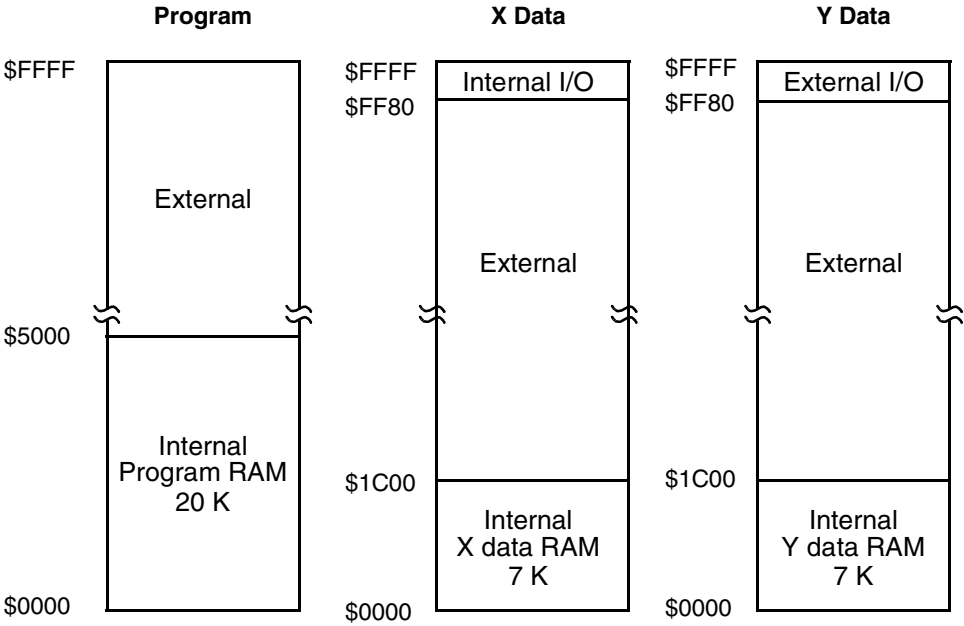 Program
$FFFF
External
$5000
Internal
Program RAM
20 K
$0000
X Data
$FFFF
Internal I/O
$FF80
External
$1C00
Internal
X data RAM
7 K
$0000
Y Data
$FFFF
External I/O
$FF80
External
$1C00
Internal
Y data RAM
7 K
$0000